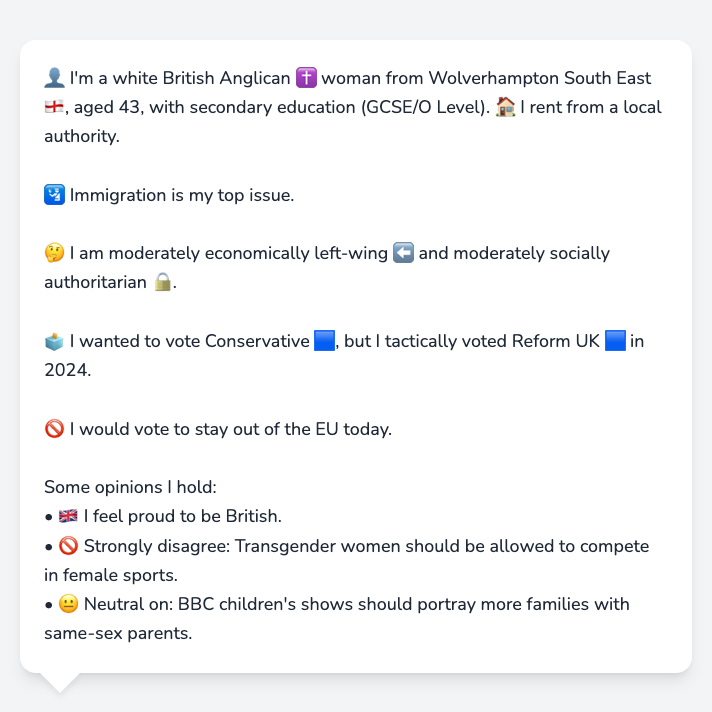 👤 I'm a white British Anglican ✝️ woman from Wolverhampton South East
🏴󠁧󠁢󠁥󠁮󠁧󠁿, aged 43, with secondary education (GCSE/O Level). 🏠 I rent from a local
authority.
🛂 Immigration is my top issue.
🤔 I am moderately economically left-wing ⬅️ and moderately socially
authoritarian 🔒.
🗳️ I wanted to vote Conservative 🟦, but I tactically voted Reform UK 🟦 in
2024.
🚫 I would vote to stay out of the EU today.
Some opinions I hold:
• 🇬🇧 I feel proud to be British.
• 🚫 Strongly disagree: Transgender women should be allowed to compete
in female sports.
• 😐 Neutral on: BBC children's shows should portray more families with
same-sex parents.